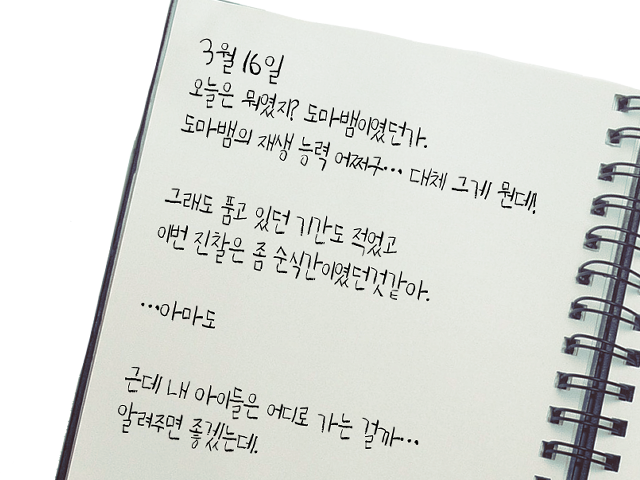 3월 16일
오늘은 뭐였지? 도마뱀이였던가.
도마뱀의 재생 능력 어쩌구... 대체 그게 뭔데!
그래도 품고 있던 기간도 적었고
이번 진찰은 좀 순식간이였던것같아.
...아마도
근데 내 아이들은 어디로 가는 걸까...
알려주면 좋겠는데.